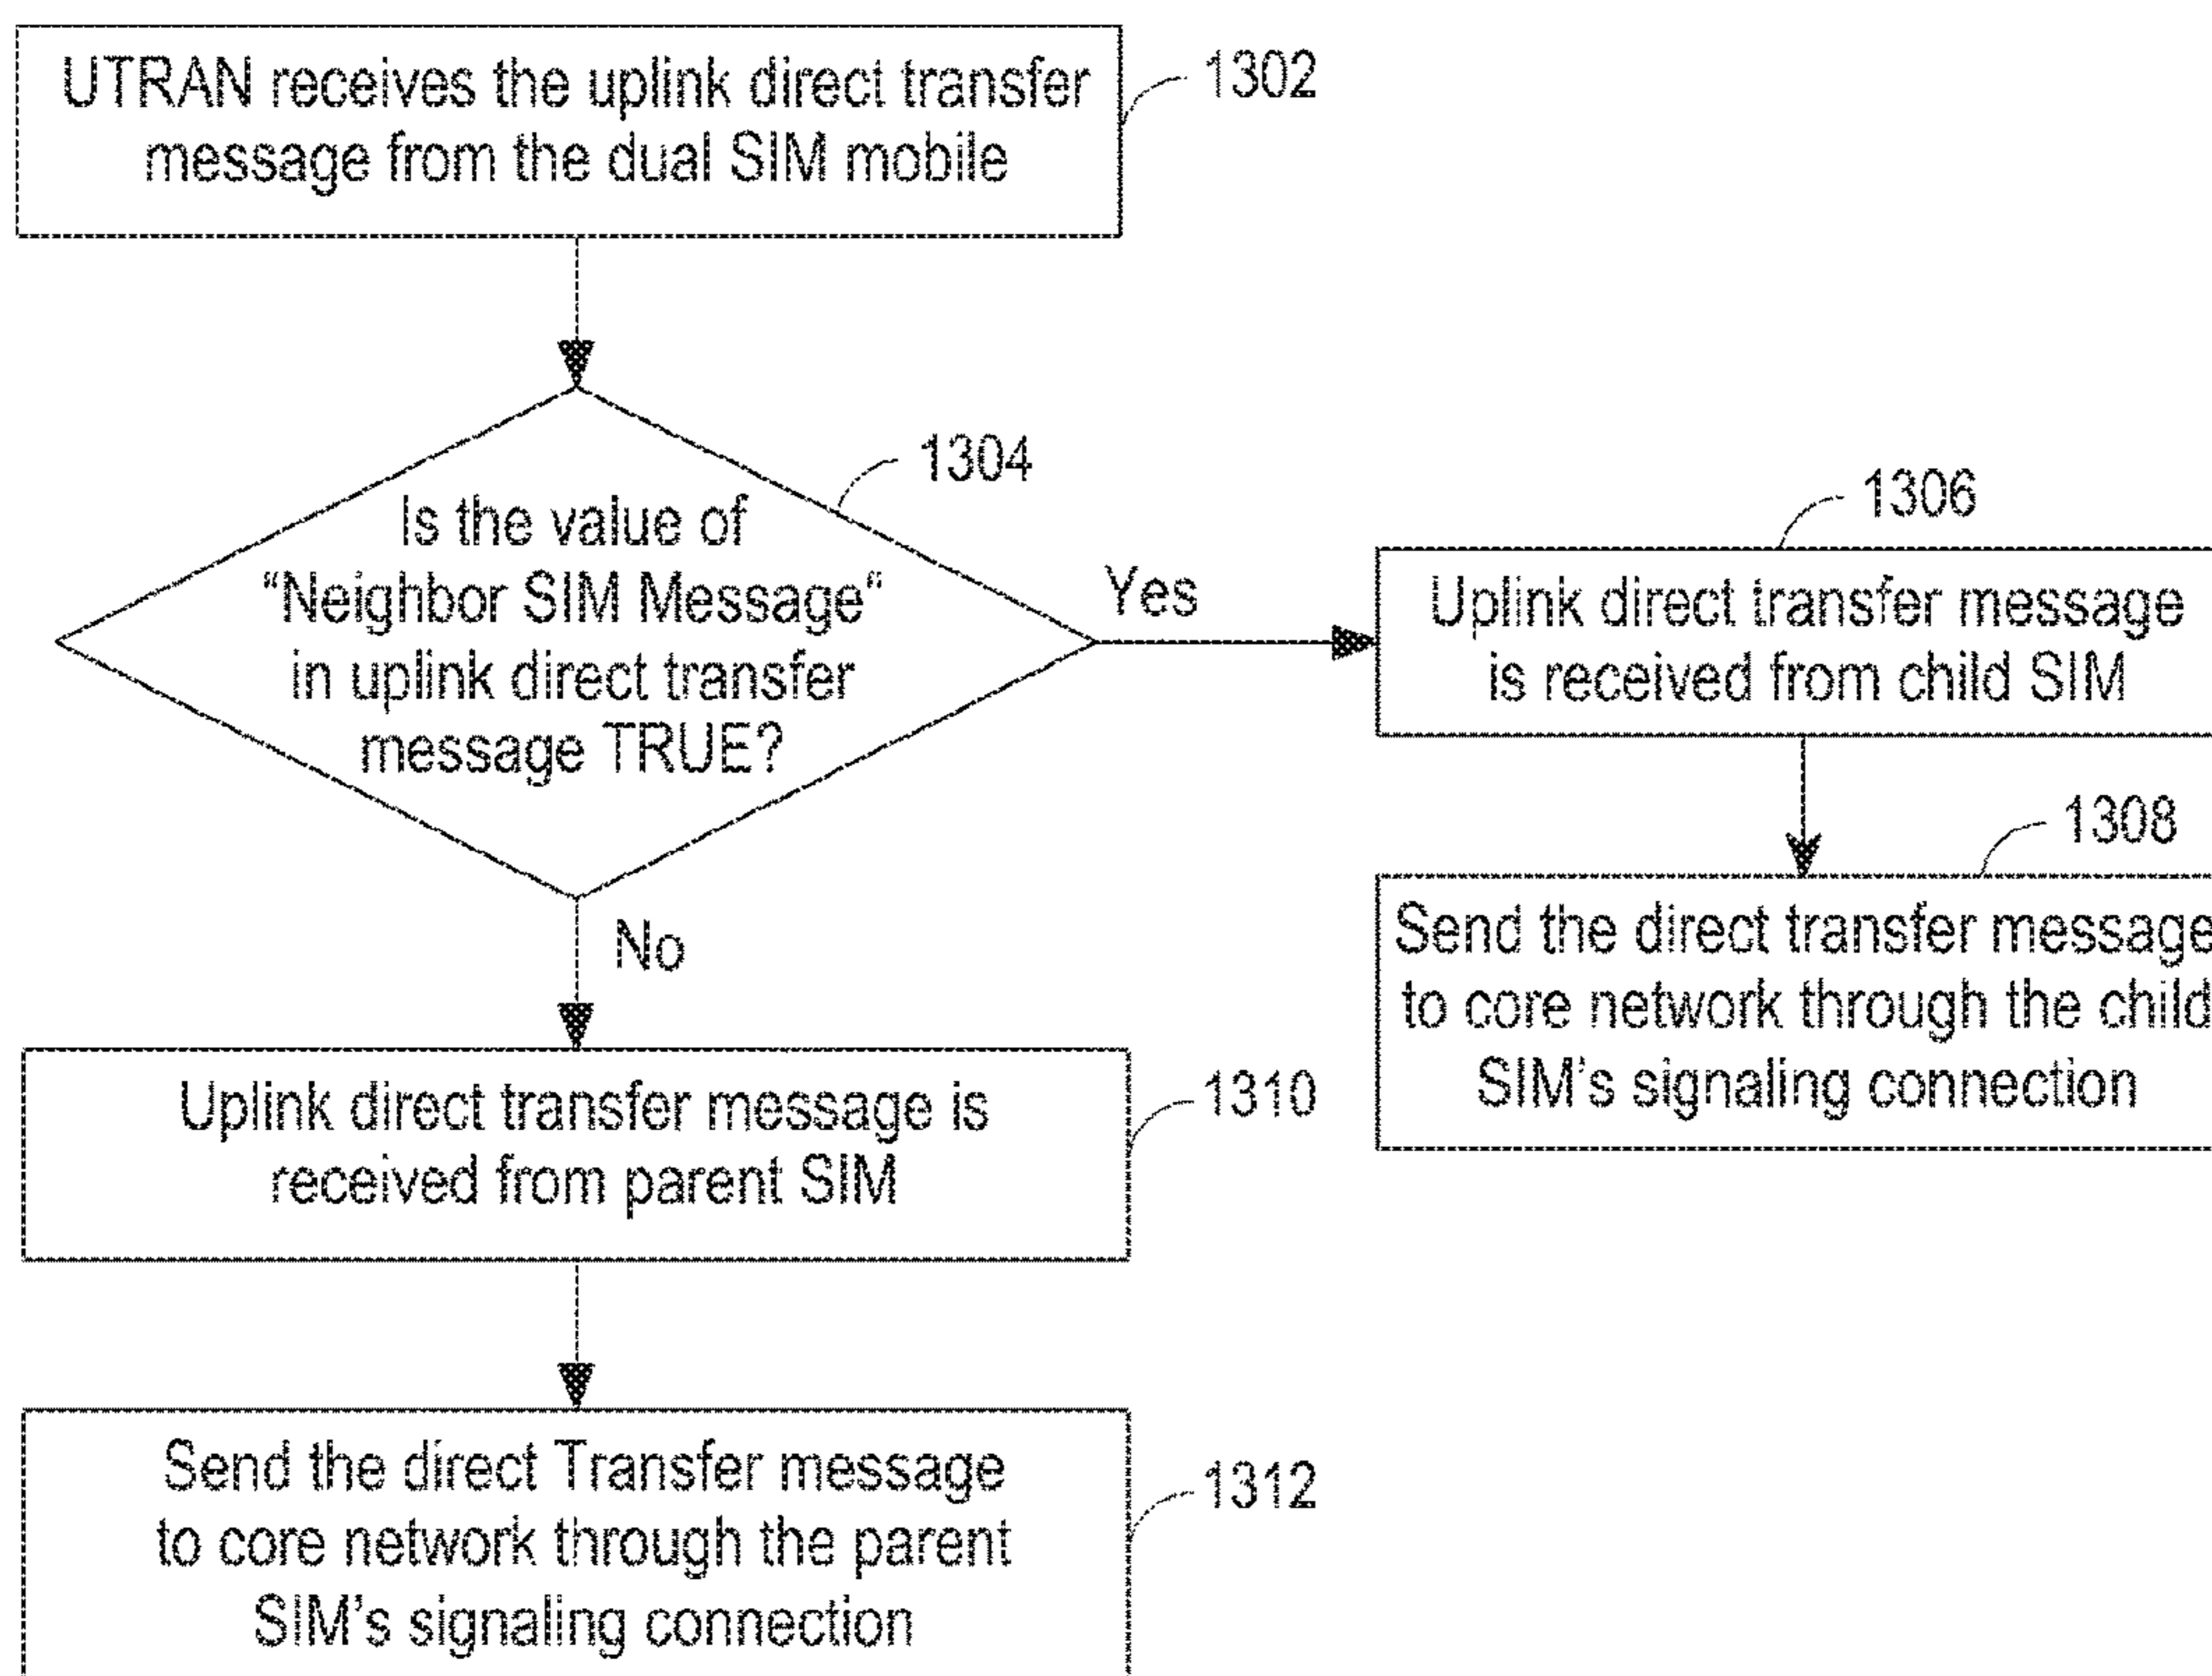 UTRAN receives the uplink direct transfer
message from the dual SIM mobile
1302
1304
Is the value of
“Neighbor SIM Message“
in uplink direct transfer
message TRUE?
Yes
1306
Uplink direct transfer message
is received from child SIM
1308
Send the direct transfer message
to core network through the child
SIM's signaling connection
No
Uplink direct transfer message is
received from parent SIM
1310
Send the direct Transfer message
to core network through the parent
SIM's signaling connection
1312